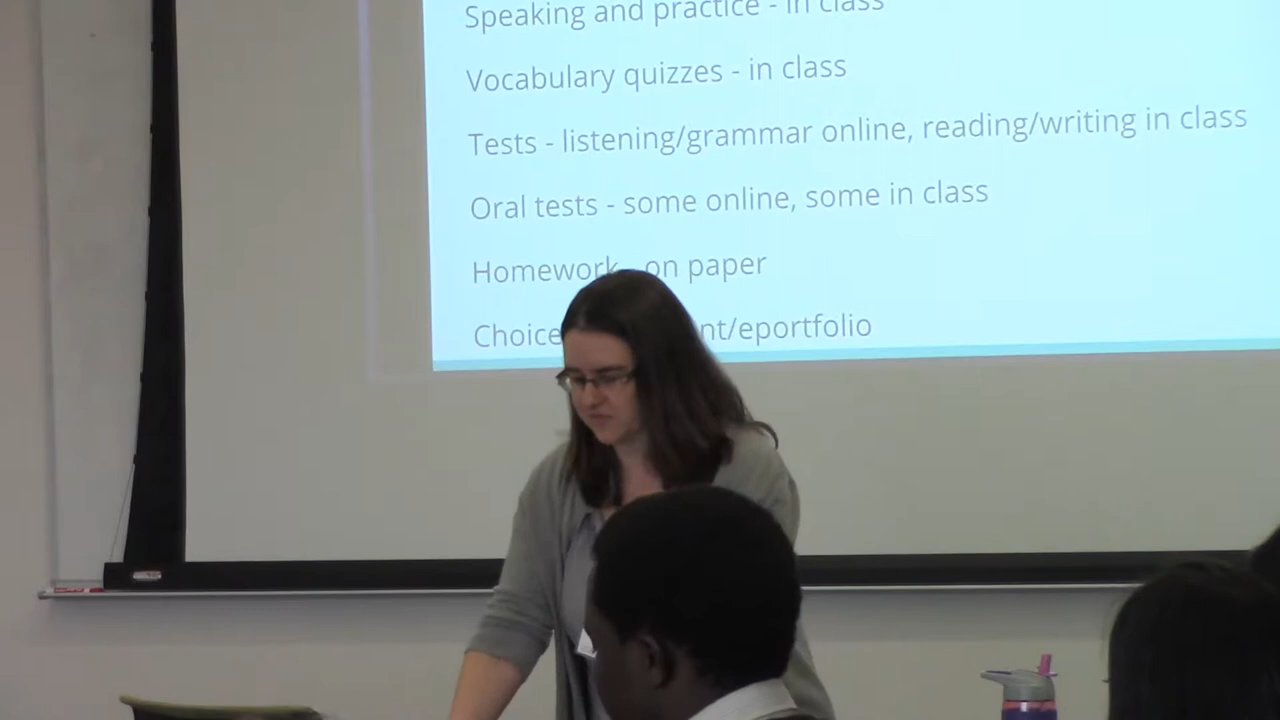 Speaking and practice - in class
Vocabulary quizzes - in class
Tests - listening/grammar online, reading/writing in class
Oral tests - some online, some in class
Homework - on paper
Choice nt/eportfolio